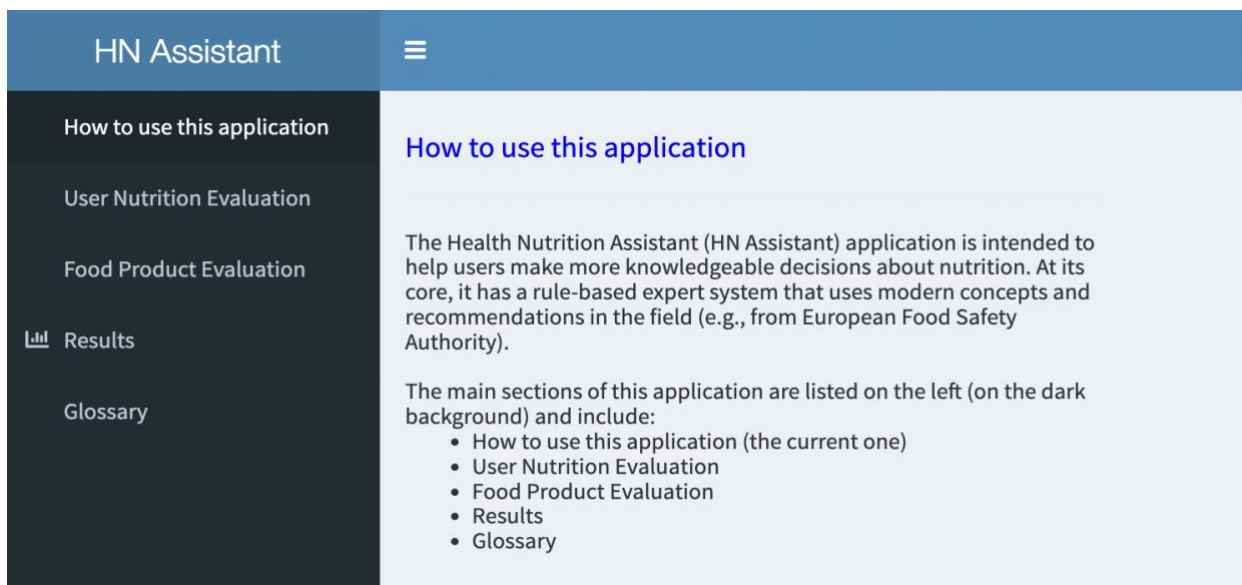 HN Assistant
How to use this application
User Nutrition Evaluation
Food Product Evaluation
Results
Glossary
How to use this application
The Health Nutrition Assistant (HN Assistant) application is intended to
help users make more knowledgeable decisions about nutrition. At its
core, it has a rule-based expert system that uses modern concepts and
recommendations in the field (e.g., from European Food Safety
Authority).
The main sections of this application are listed on the left (on the dark
background) and include:
• How to use this application (the current one)
• User Nutrition Evaluation
• Food Product Evaluation
• Results
• Glossary